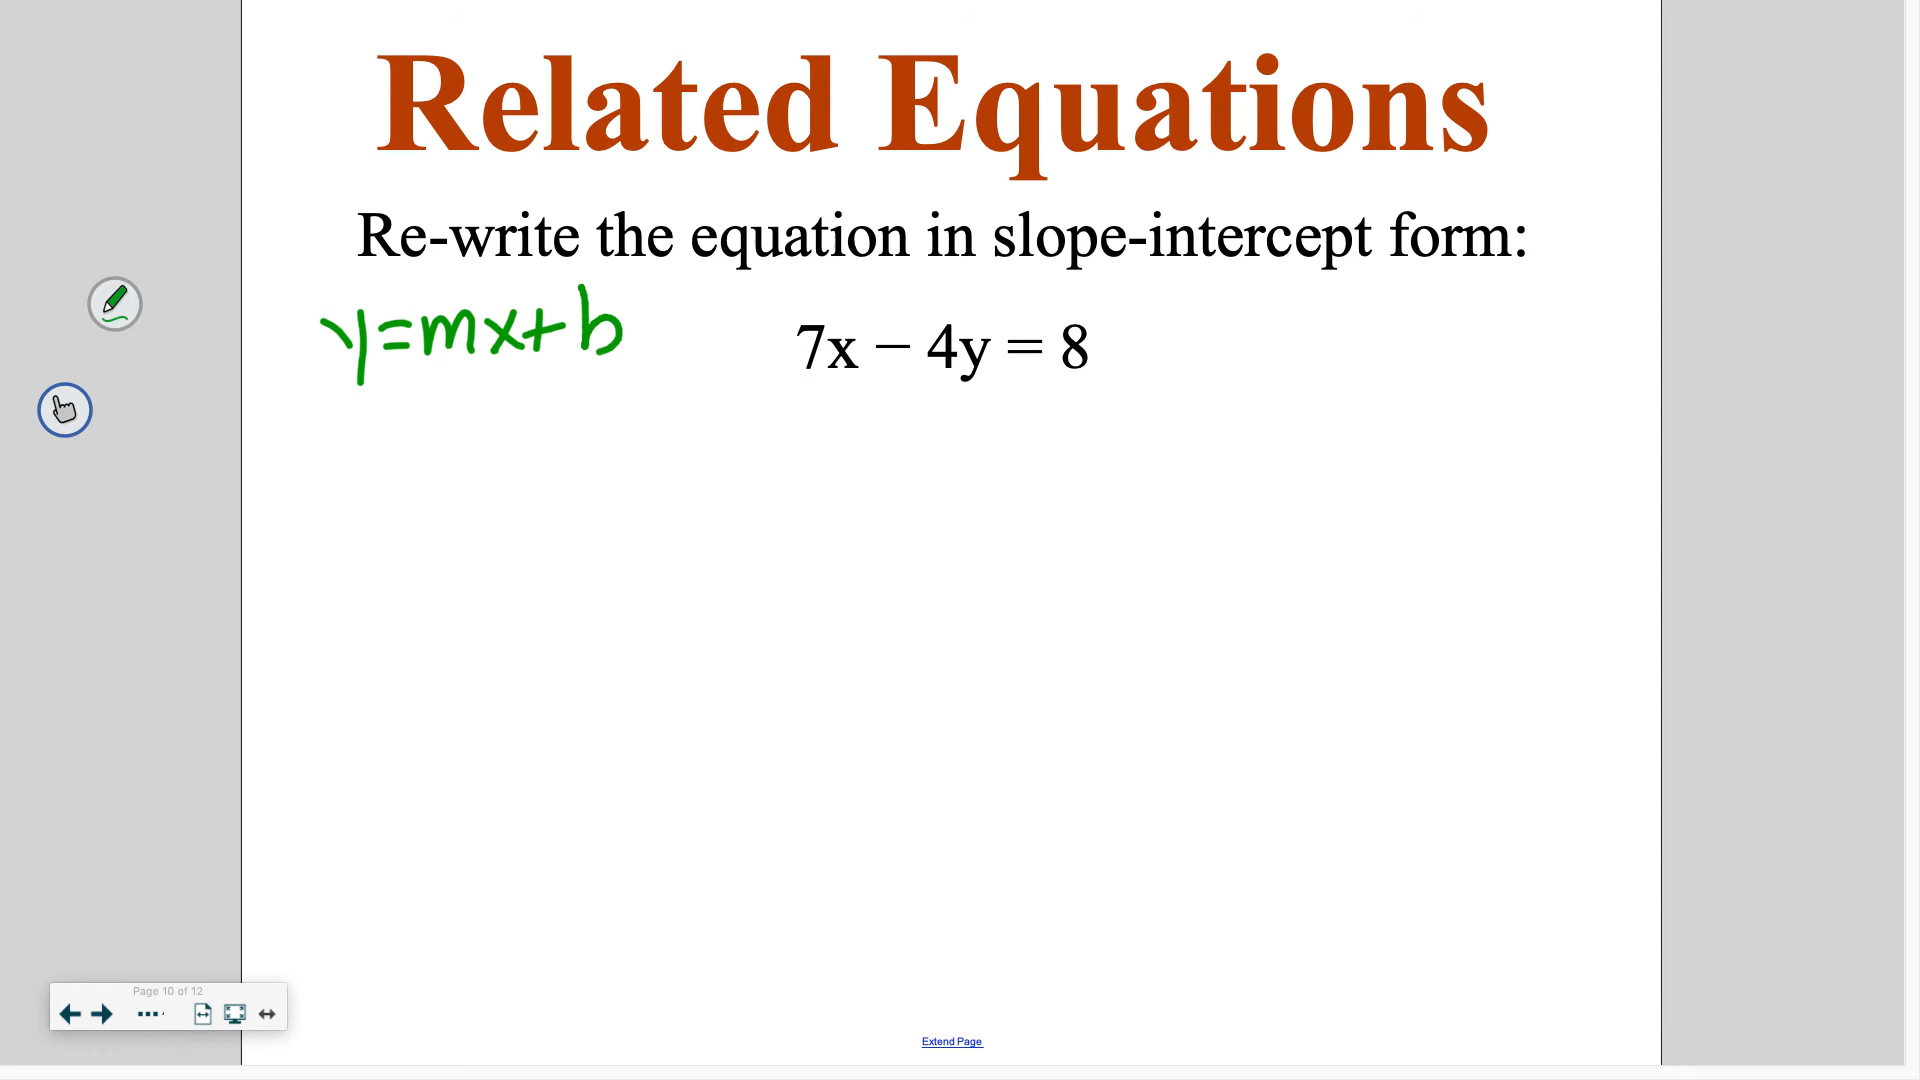 Related Equations
Re-write the equation in slope-intercept form:
y=mx+b
7x − 4y = 8
Page 10 of 12
Extend Page